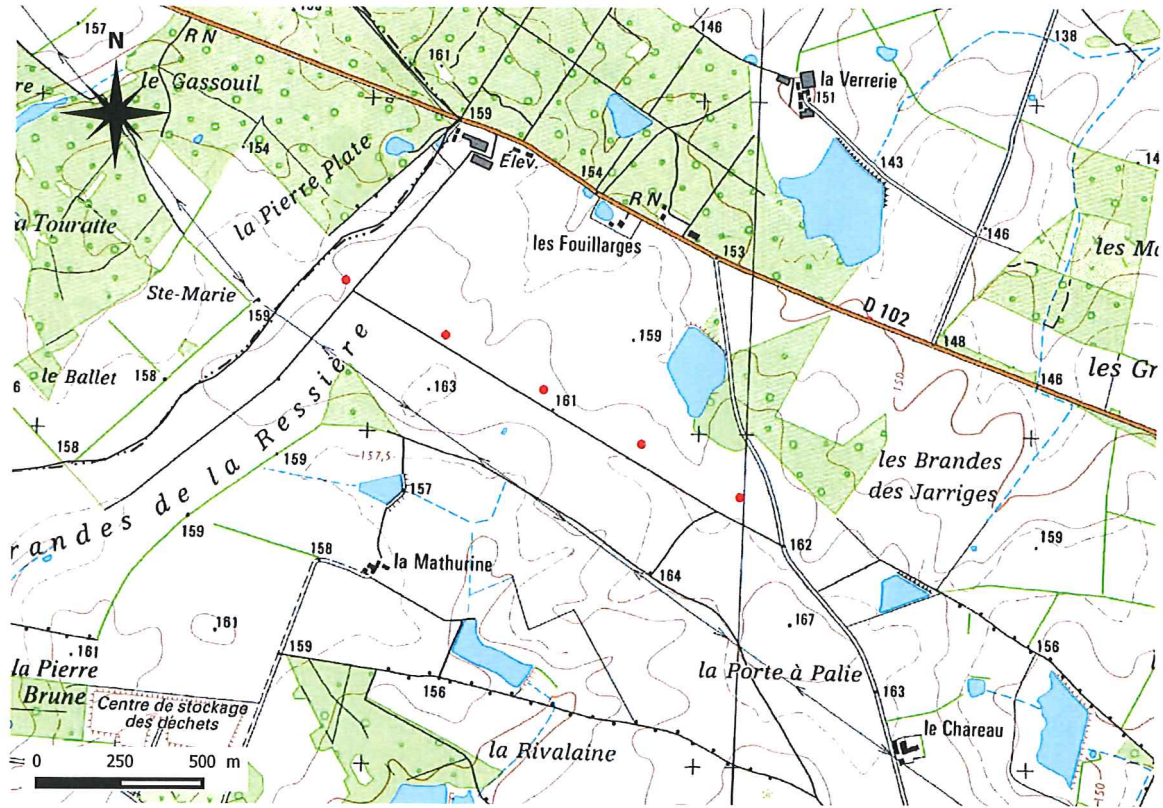 157
N
R N
161
146
138
le Gassouil
159
la Verrerie
151
154
la Pierre Plate
Elev.
154
143
R N
a Touratte
les Fouillarges
153
146
les Ma
Ste-Marie
159
159
D 102
148
le Ballet
158
163
150
les Gr
146
161
158
159
157,5
157
les Brandes
des Jarriges
randes de la Ressière
159
158
la Mathurine
162
159
164
161
167
161
159
156
156
la Pierre
Brune
Centre de stockage
des déchets
la Porte à Palie
163
la Rivalaine
le Chareau
150
0 250 500 m